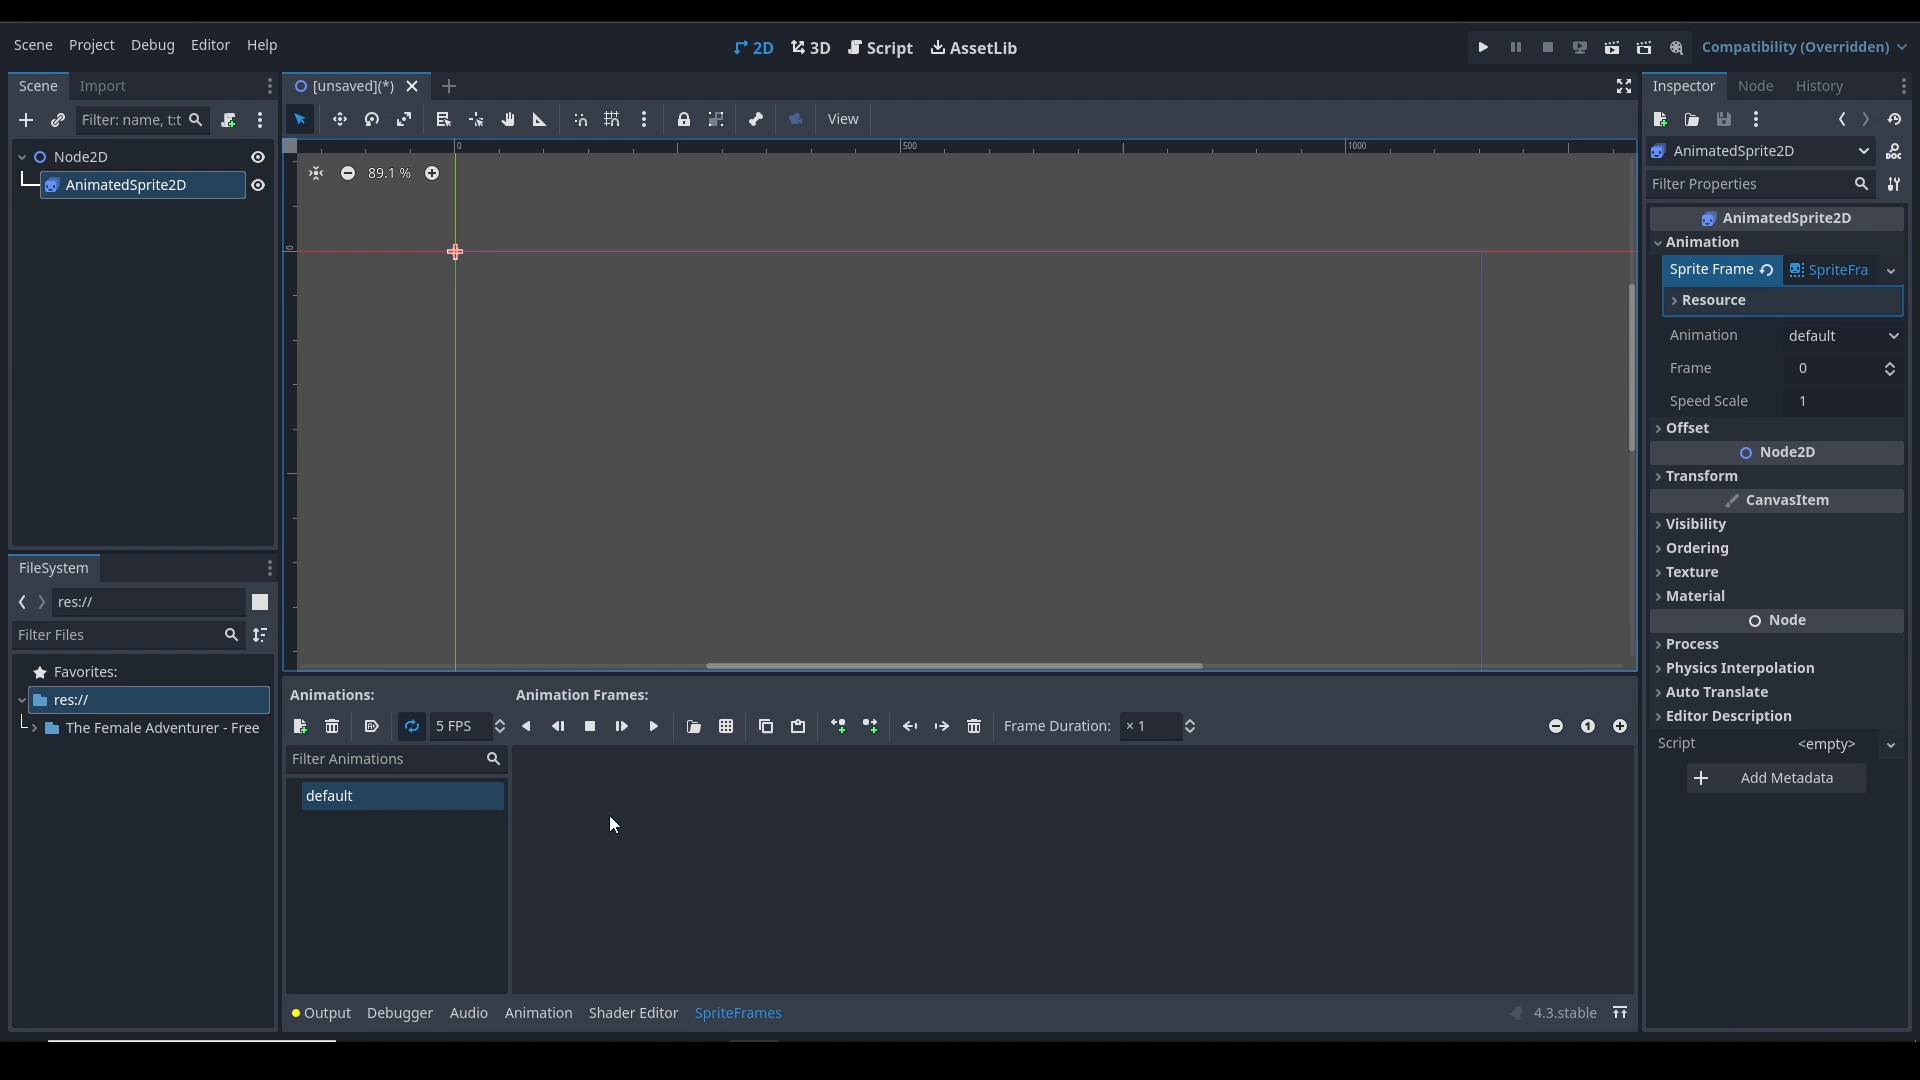 Scene Project Debug Editor Help
2D 3D Script AssetLib
Compatibility (Overridden)
Scene Import
Filter: name, t:t
Node2D
AnimatedSprite2D
[unsaved](*)
View
0 500 1000
0
89.1 %
FileSystem
res://
Filter Files
Favorites:
res://
The Female Adventurer - Free
Animations:
5 FPS
Filter Animations
default
Animation Frames:
Frame Duration: × 1
Output Debugger Audio Animation Shader Editor SpriteFrames
4.3.stable
Inspector Node History
AnimatedSprite2D
Filter Properties
AnimatedSprite2D
Animation
Sprite Frame SpriteFra
Resource
Animation default
Frame 0
Speed Scale 1
Offset
Node2D
Transform
CanvasItem
Visibility
Ordering
Texture
Material
Node
Process
Physics Interpolation
Auto Translate
Editor Description
Script <empty>
Add Metadata